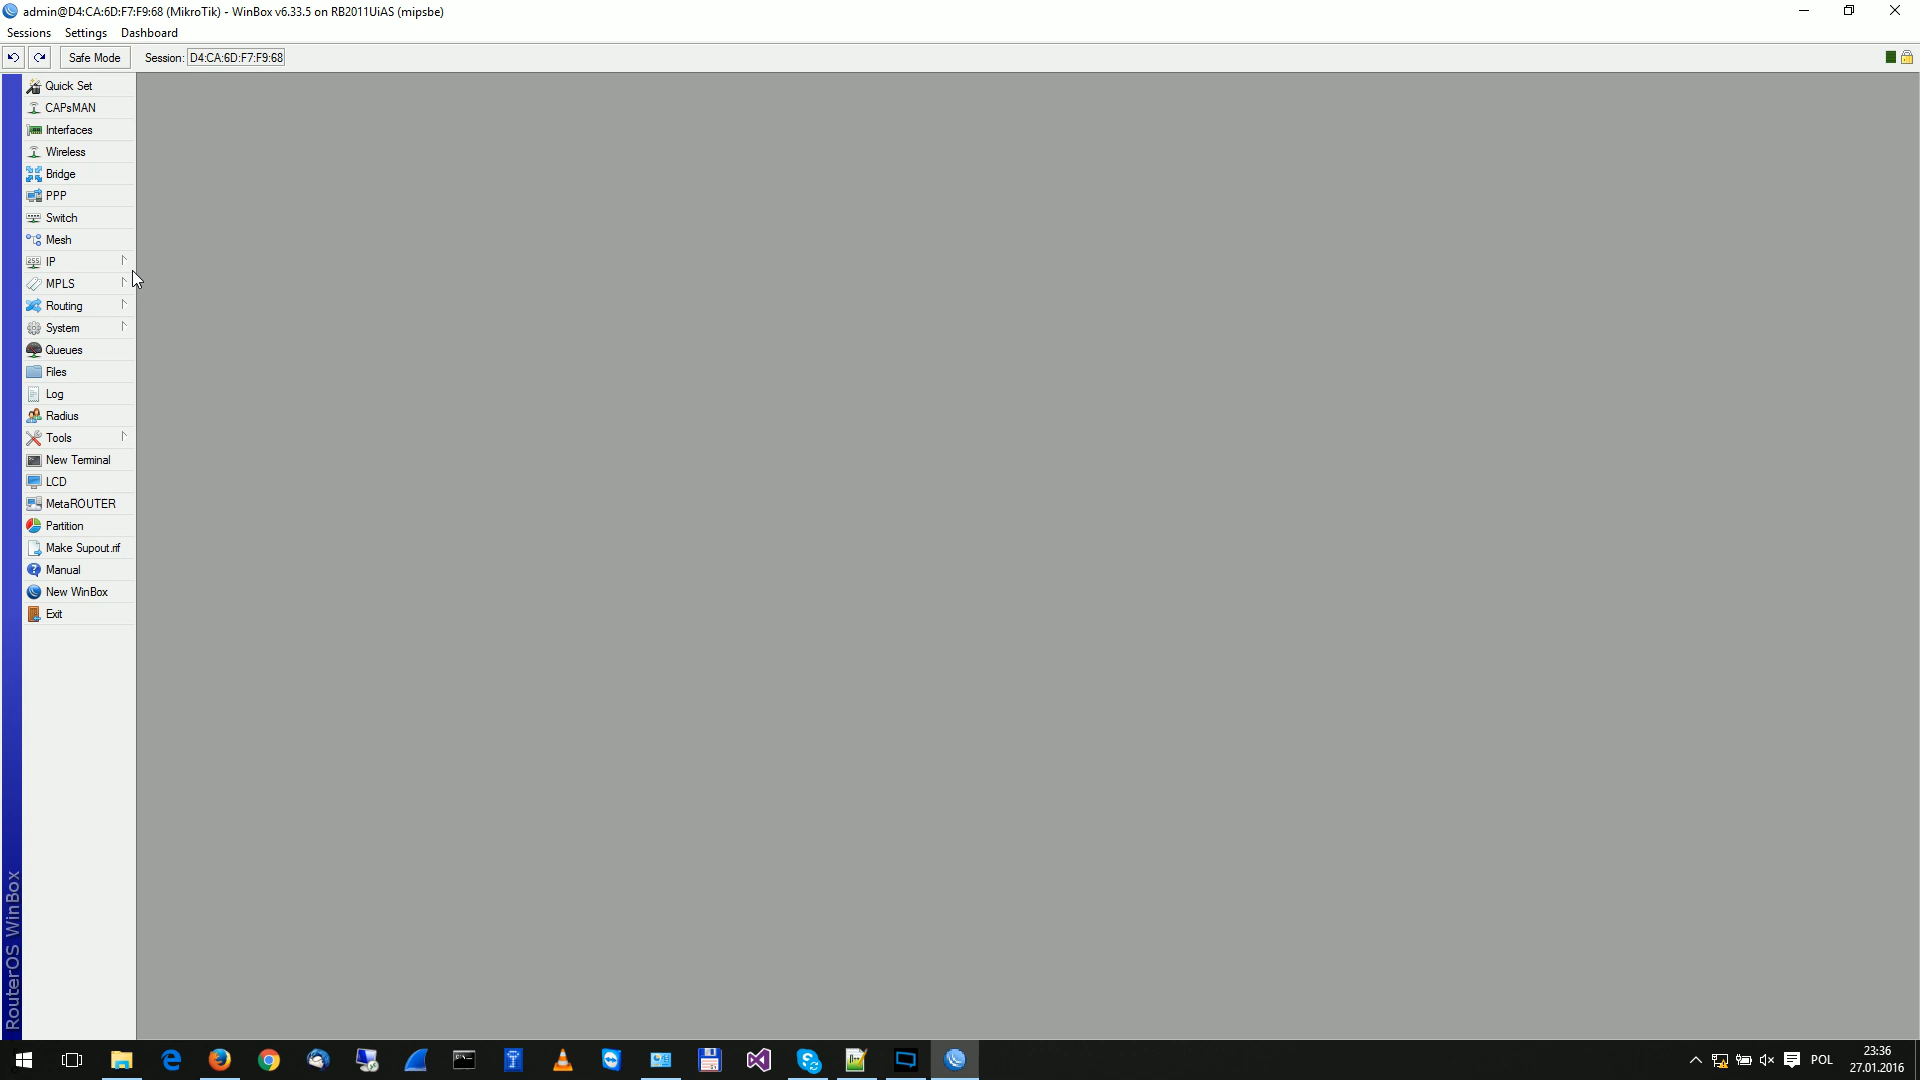 admin@D4:CA:6D:F7:F9:68 (MikroTik) - WinBox v6.33.5 on RB2011UiAS (mipsbe)
Sessions Settings Dashboard
Safe Mode Session: D4:CA:6D:F7:F9:68
Quick Set
CAPsMAN
Interfaces
Wireless
Bridge
PPP
Switch
Mesh
IP
MPLS
Routing
System
Queues
Files
Log
Radius
Tools
New Terminal
LCD
MetaROUTER
Partition
Make Supout.rif
Manual
New WinBox
Exit
RouterOS WinBox
POL
23:36
27.01.2016